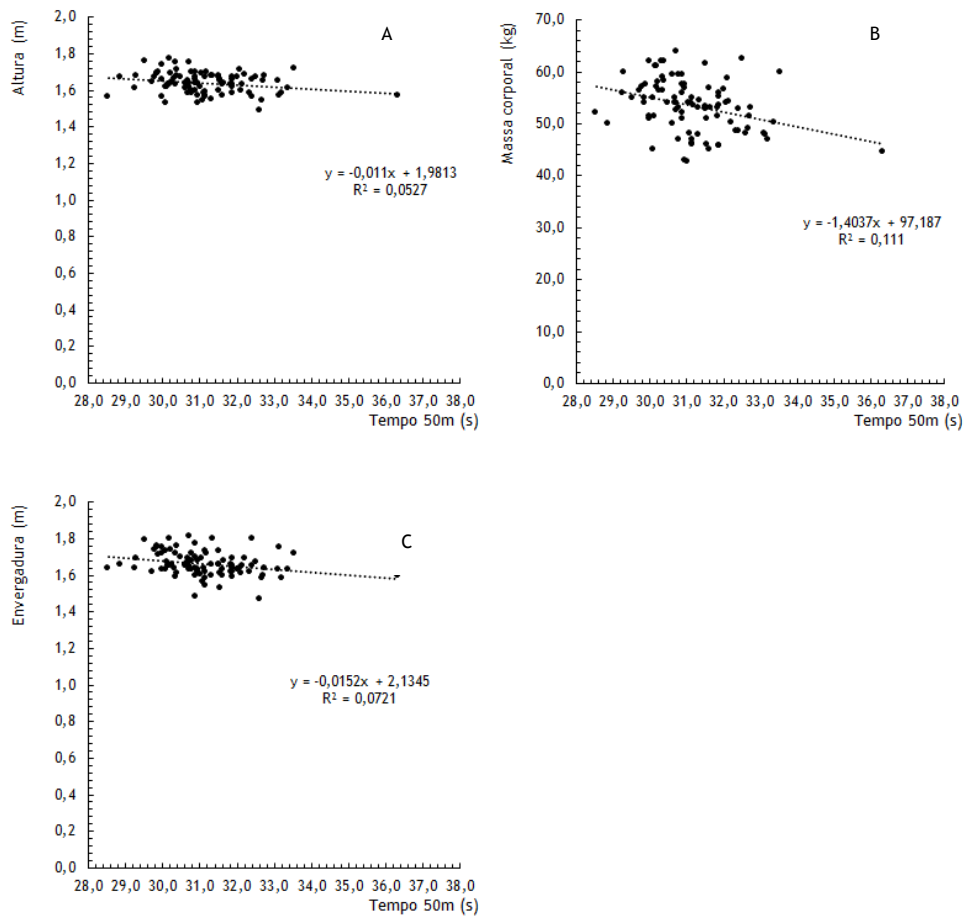 A
Altura (m)
2,0
1,8
1,6
1,4
1,2
1,0
0,8
0,6
0,4
0,2
0,0
y = -0,011x + 1,9813
R² = 0,0527
28,0 29,0 30,0 31,0 32,0 33,0 34,0 35,0 36,0 37,0 38,0
Tempo 50m (s)
B
Massa corporal (kg)
70,0
60,0
50,0
40,0
30,0
20,0
10,0
0,0
y = -1,4037x + 97,187
R² = 0,111
28,0 29,0 30,0 31,0 32,0 33,0 34,0 35,0 36,0 37,0 38,0
Tempo 50m (s)
C
Envergadura (m)
2,0
1,8
1,6
1,4
1,2
1,0
0,8
0,6
0,4
0,2
0,0
y = -0,0152x + 2,1345
R² = 0,0721
28,0 29,0 30,0 31,0 32,0 33,0 34,0 35,0 36,0 37,0 38,0
Tempo 50m (s)